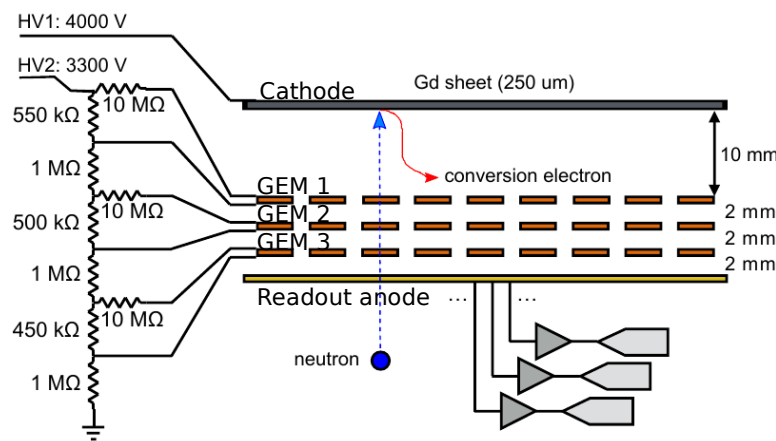 HV1: 4000 V
HV2: 3300 V
Cathode
Gd sheet (250 um)
10 MΩ
550 kΩ
1 MΩ
10 mm
conversion electron
GEM 1
10 MΩ
GEM 2
2 mm
500 kΩ
GEM 3
2 mm
1 MΩ
2 mm
Readout anode
...
...
10 MΩ
450 kΩ
neutron
1 MΩ